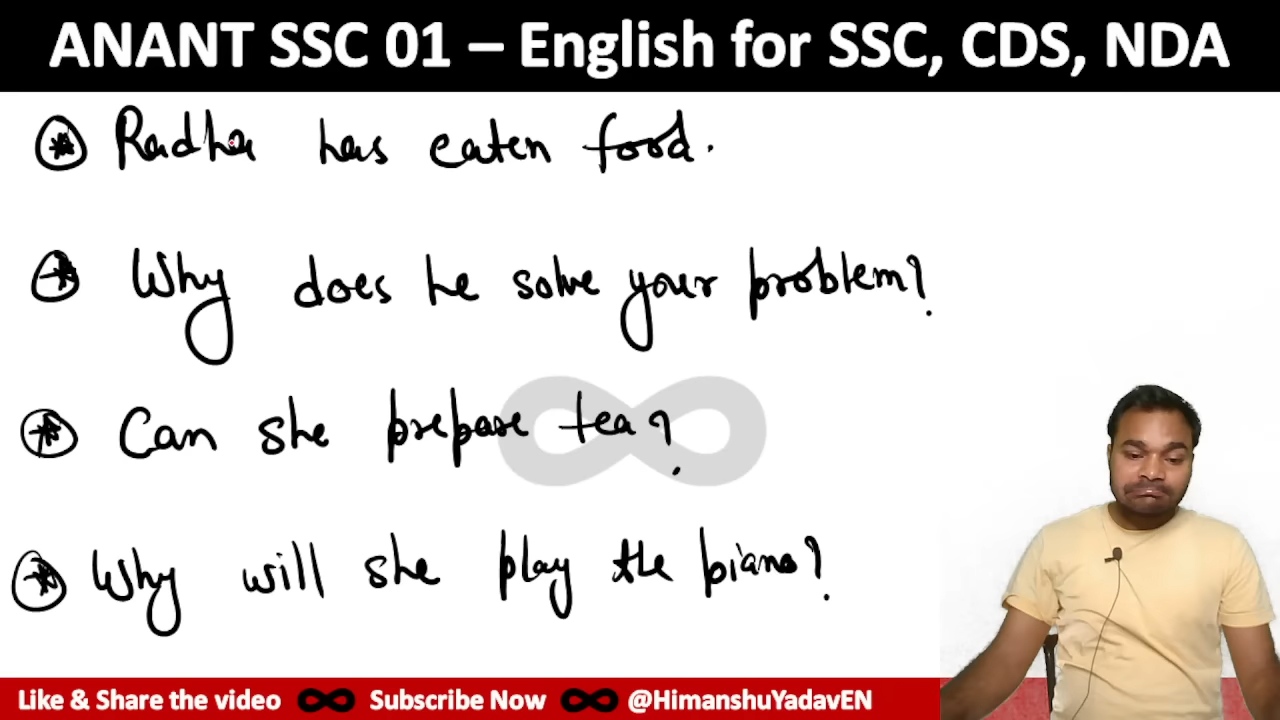 ANANT SSC 01 – English for SSC, CDS, NDA
Radha has eaten food.
Why does he solve your problem?
Can she prepare tea?
Why will she play the piano?
Like & Share the video Subscribe Now @HimanshuYadavEN